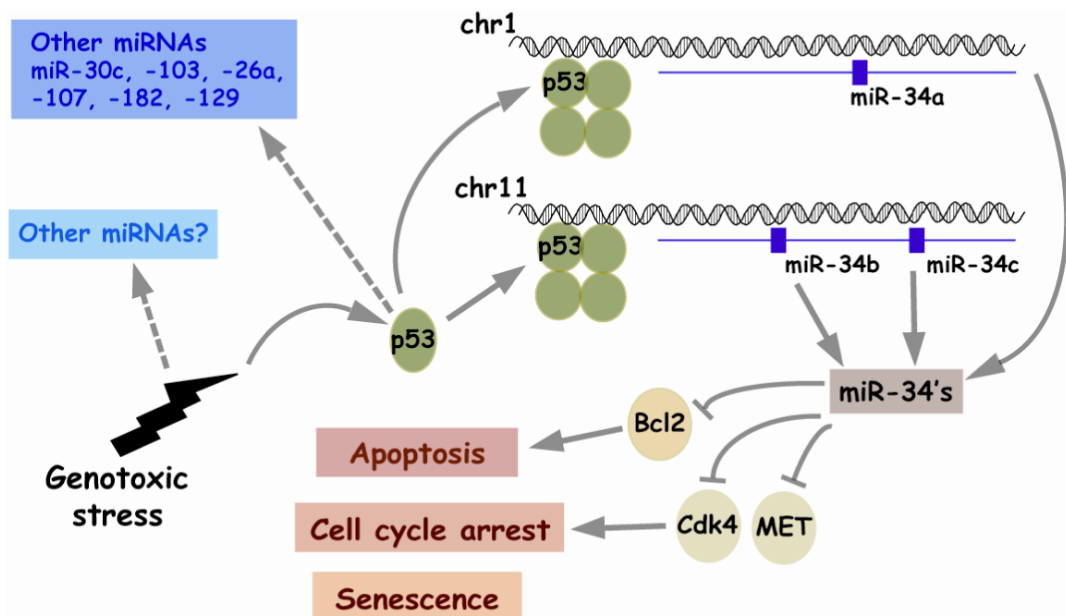 Other miRNAs
miR-30c, -103, -26a,
-107, -182, -129
Other miRNAs?
Genotoxic
stress
p53
chr1
p53
miR-34a
chr11
p53
miR-34b
miR-34c
miR-34's
Bcl2
Apoptosis
Cdk4
MET
Cell cycle arrest
Senescence